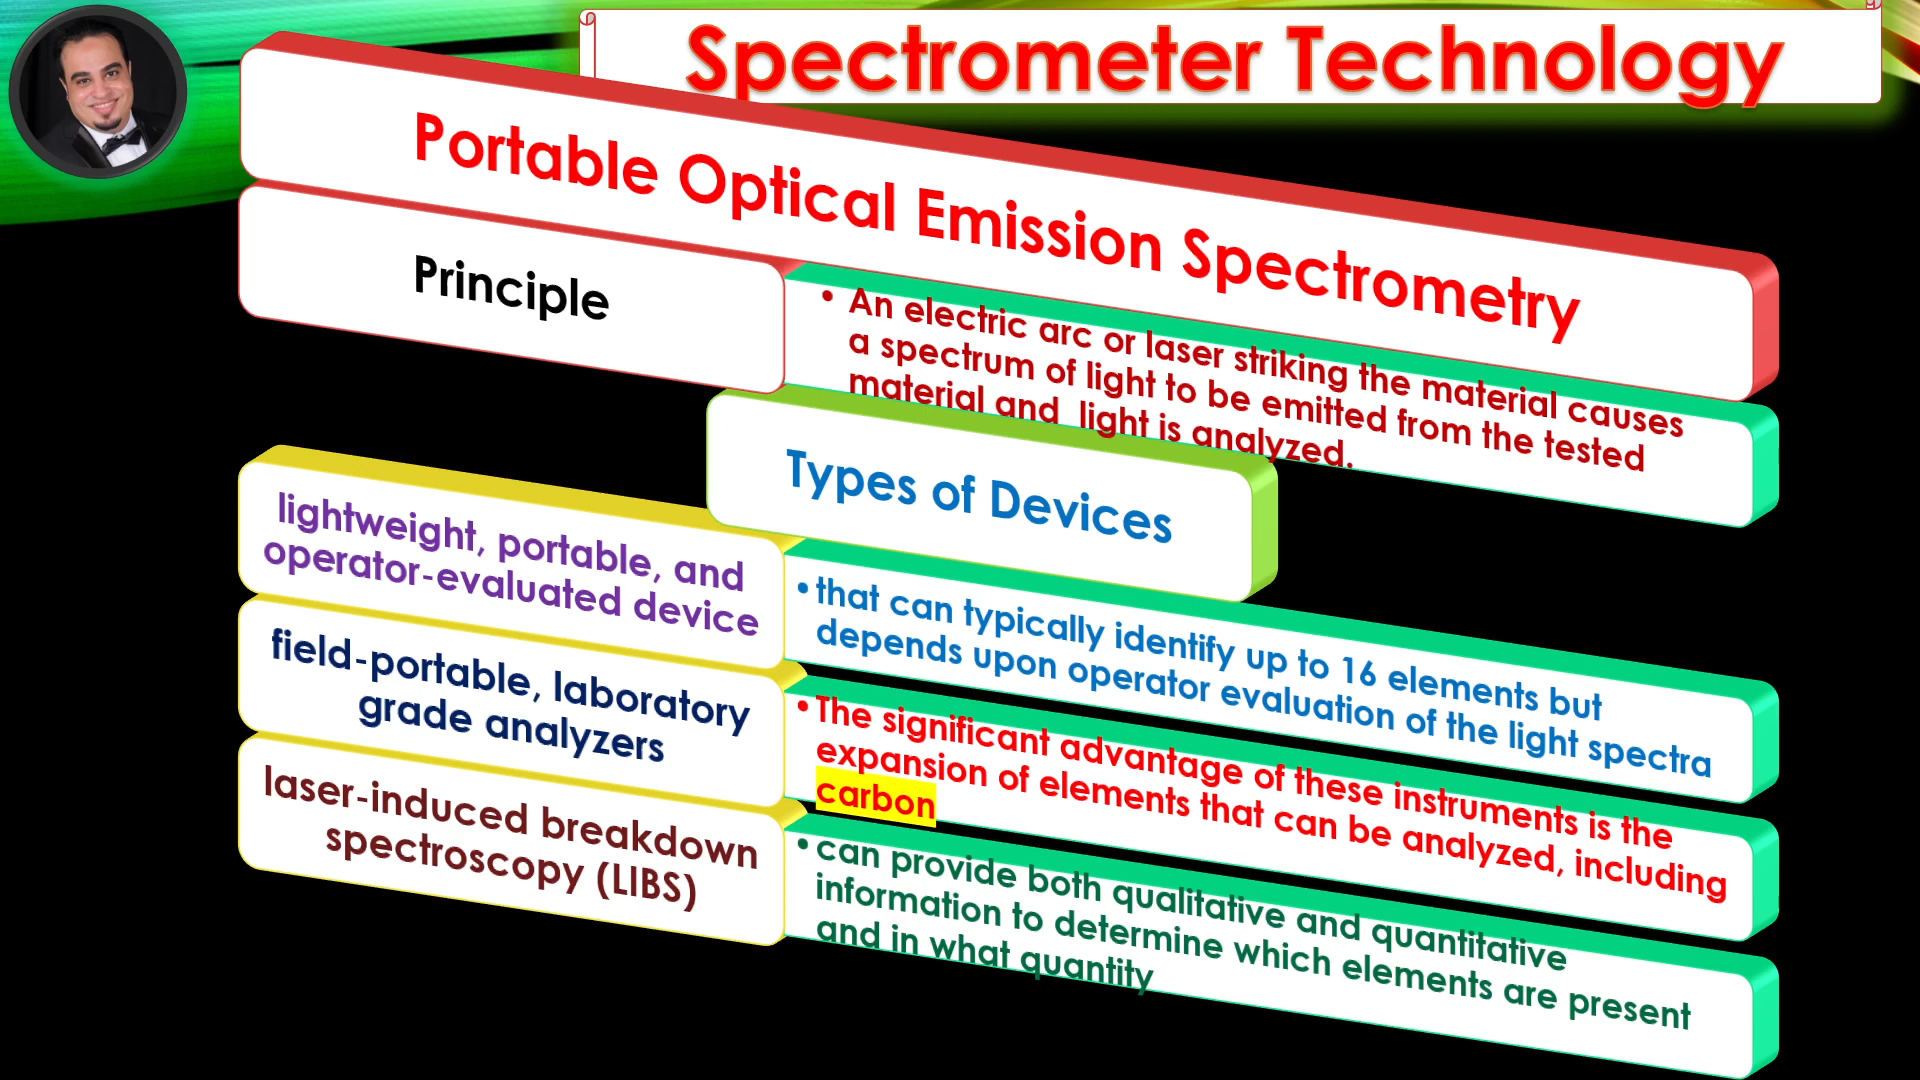 Spectrometer Technology
Portable Optical Emission Spectrometry
Principle
• An electric arc or laser striking the material causes
a spectrum of light to be emitted from the tested
material and light is analyzed.
Types of Devices
lightweight, portable, and
operator-evaluated device
• that can typically identify up to 16 elements but
depends upon operator evaluation of the light spectra
field-portable, laboratory
grade analyzers
• The significant advantage of these instruments is the
expansion of elements that can be analyzed, including
carbon
laser-induced breakdown
spectroscopy (LIBS)
• can provide both qualitative and quantitative
information to determine which elements are present
and in what quantity